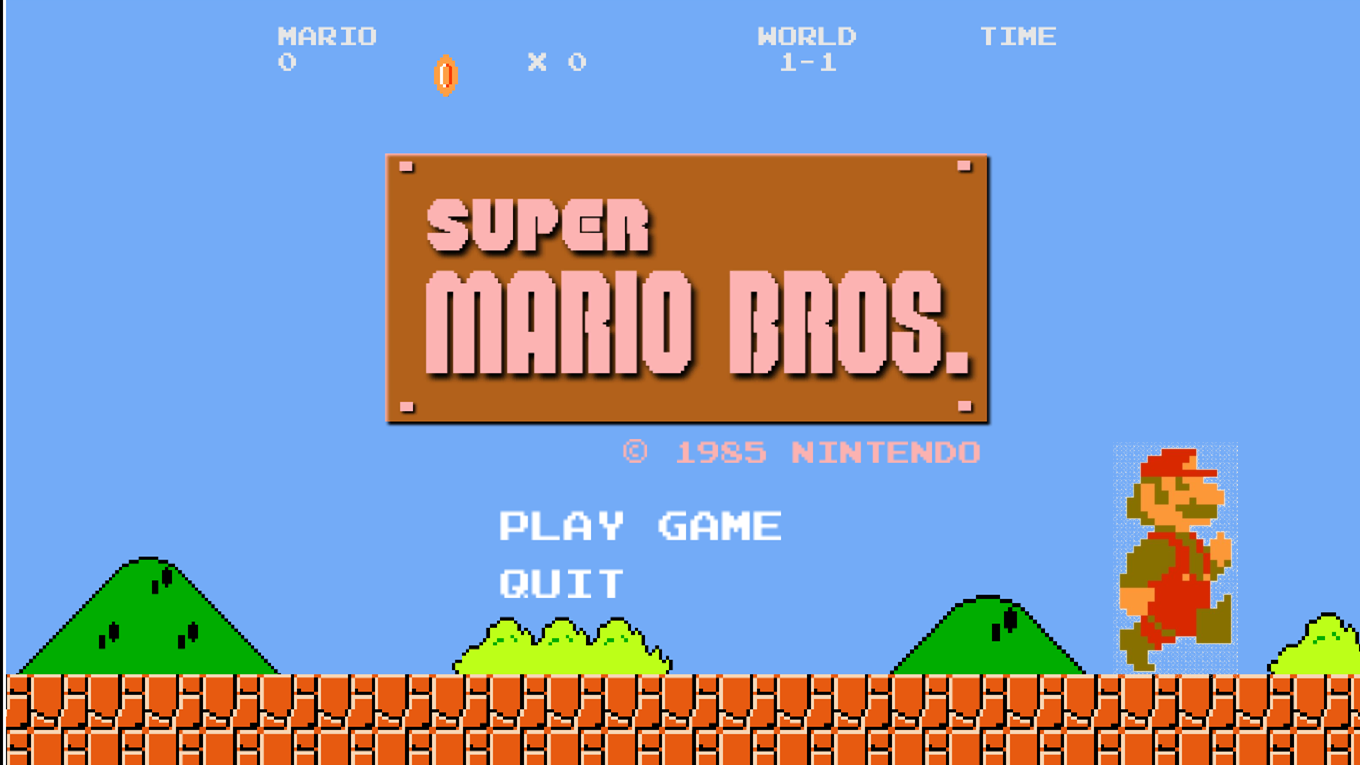 MARIO WORLD TIME
0 × 0 1-1
SUPER
MARIO BROS.
© 1985 NINTENDO
PLAY GAME
QUIT